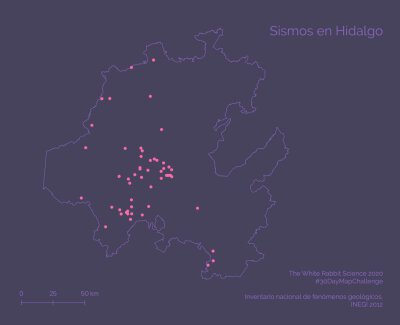 Sismos en Hidalgo
The White Rabbit Science 2020
#30DayMapChallenge
Inventario nacional de fenómenos geológicos.
INEGI 2012
0 25 50 km